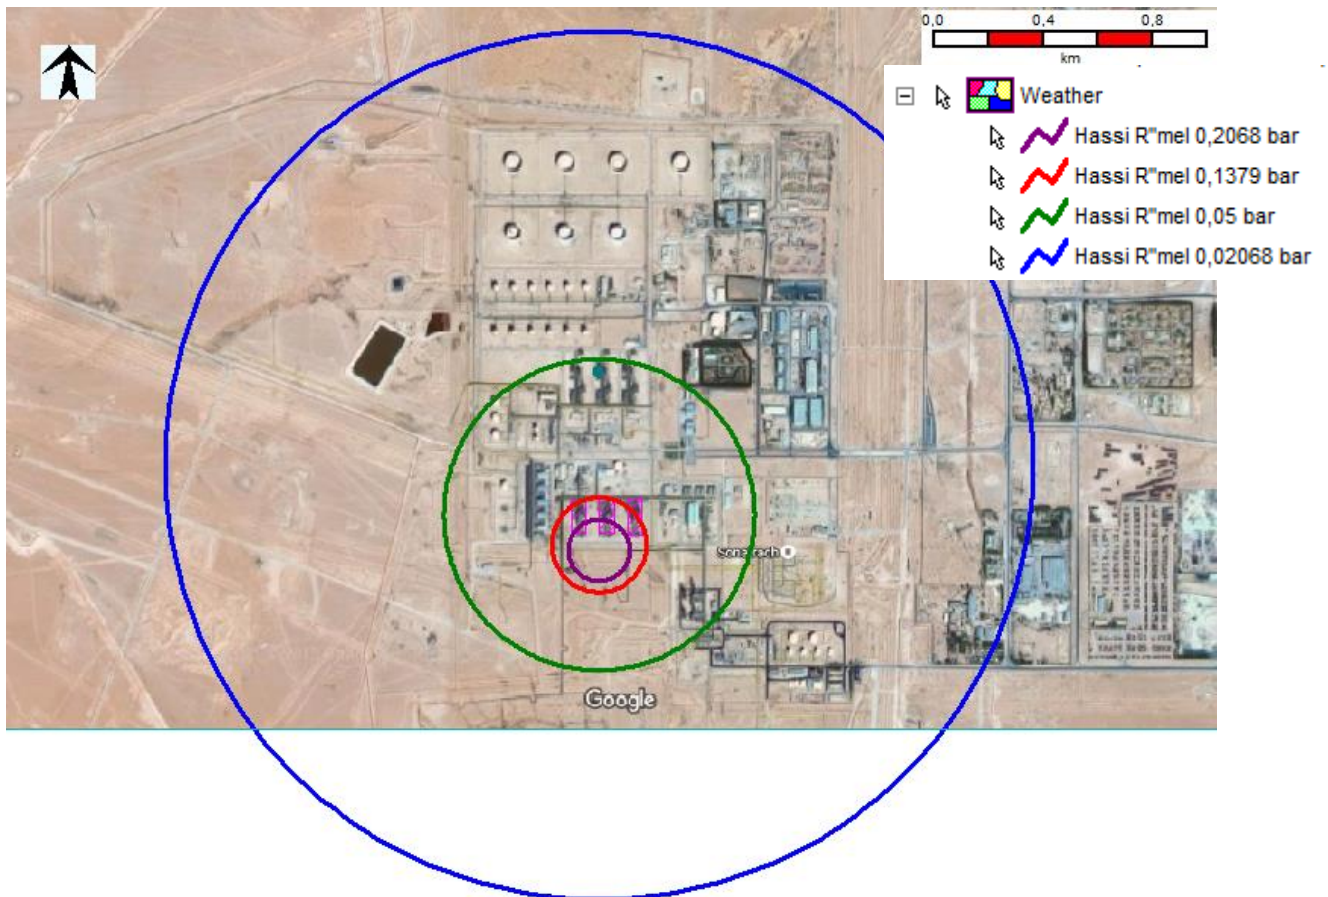 0,0 0,4 0,8
km
Weather
Hassi R"mel 0,2068 bar
Hassi R"mel 0,1379 bar
Hassi R"mel 0,05 bar
Hassi R"mel 0,02068 bar
Google